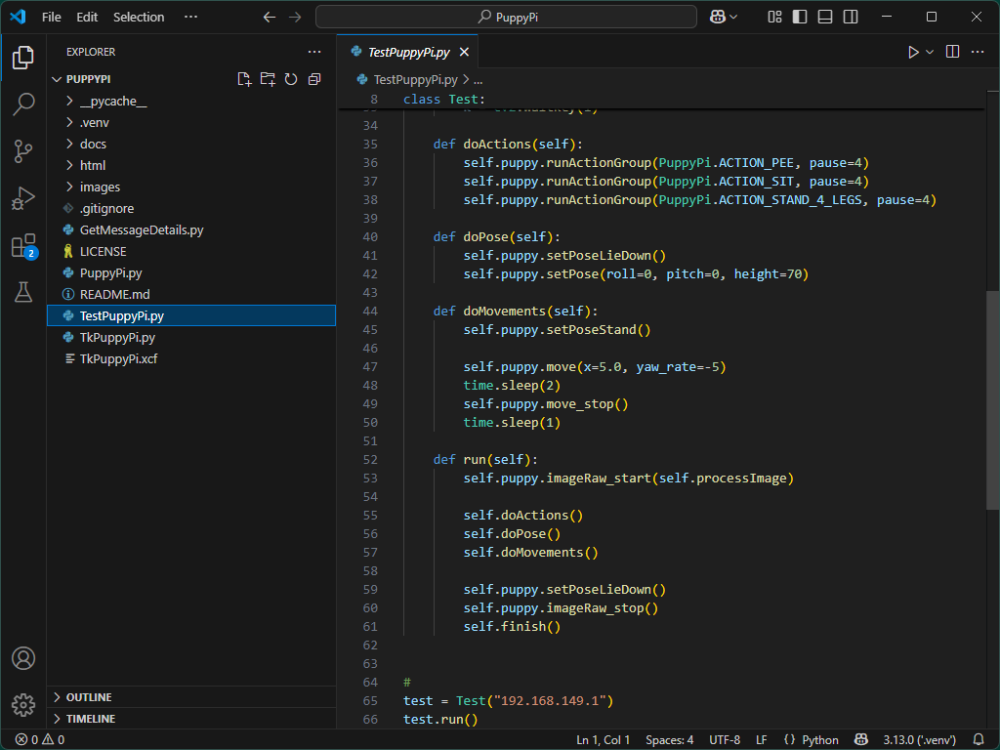 File Edit Selection ··· PuppyPi
EXPLORER ···
PUPPYPI
__pycache__
.venv
docs
html
images
.gitignore
GetMessageDetails.py
LICENSE
PuppyPi.py
README.md
TestPuppyPi.py
TkPuppyPi.py
TkPuppyPi.xcf
OUTLINE
TIMELINE
2
TestPuppyPi.py
TestPuppyPi.py > ...
8 class Test:
34
35 def doActions(self):
36 self.puppy.runActionGroup(PuppyPi.ACTION_PEE, pause=4)
37 self.puppy.runActionGroup(PuppyPi.ACTION_SIT, pause=4)
38 self.puppy.runActionGroup(PuppyPi.ACTION_STAND_4_LEGS, pause=4)
39
40 def doPose(self):
41 self.puppy.setPoseLieDown()
42 self.puppy.setPose(roll=0, pitch=0, height=70)
43
44 def doMovements(self):
45 self.puppy.setPoseStand()
46
47 self.puppy.move(x=5.0, yaw_rate=-5)
48 time.sleep(2)
49 self.puppy.move_stop()
50 time.sleep(1)
51
52 def run(self):
53 self.puppy.imageRaw_start(self.processImage)
54
55 self.doActions()
56 self.doPose()
57 self.doMovements()
58
59 self.puppy.setPoseLieDown()
60 self.puppy.imageRaw_stop()
61 self.finish()
62
63
64 #
65 test = Test("192.168.149.1")
66 test.run()
0 0 Ln 1, Col 1 Spaces: 4 UTF-8 LF {} Python 3.13.0 ('.venv')